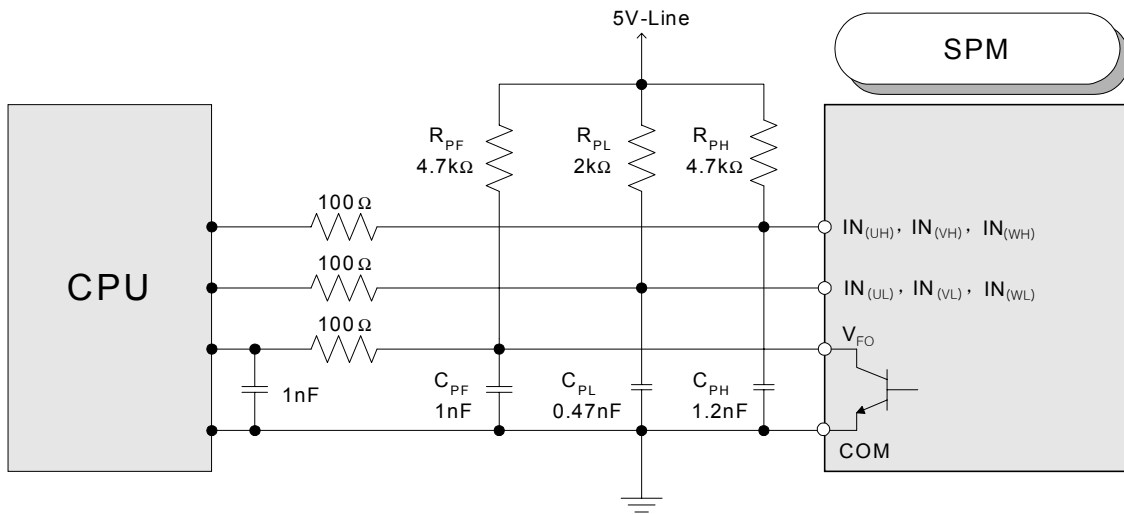 5V-Line
SPM
R_PF
4.7kΩ
R_PL
2kΩ
R_PH
4.7kΩ
100Ω
IN(UH), IN(VH), IN(WH)
CPU
100Ω
IN(UL), IN(VL), IN(WL)
100Ω
V_FO
1nF
C_PF
1nF
C_PL
0.47nF
C_PH
1.2nF
COM